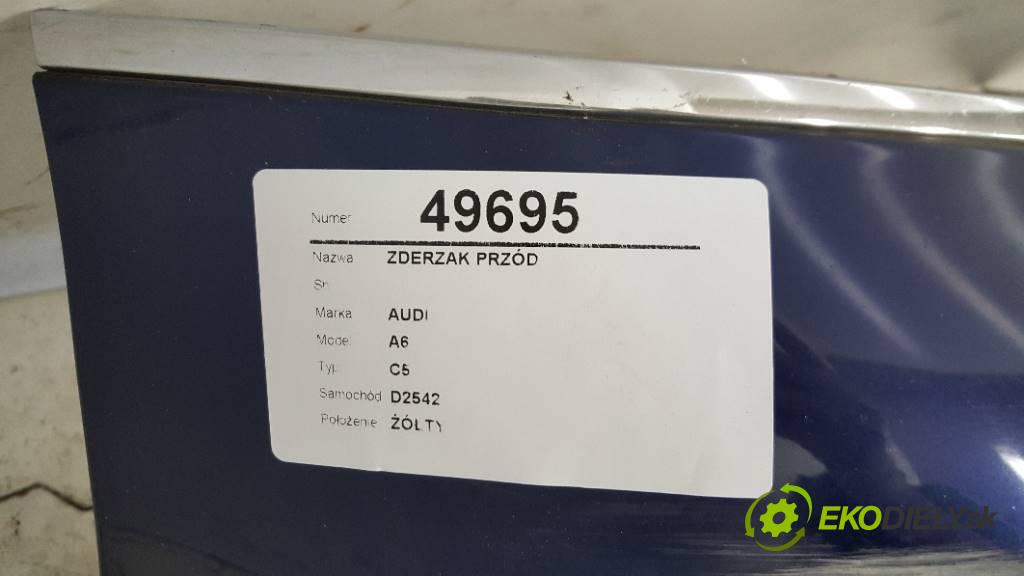 Numer 49695
Nazwa ZDERZAK PRZÓD
Sn
Marka AUDI
Model A6
Typ C5
Samochód D2542
Położenie ŻÓŁTY
EKODIELY.sk